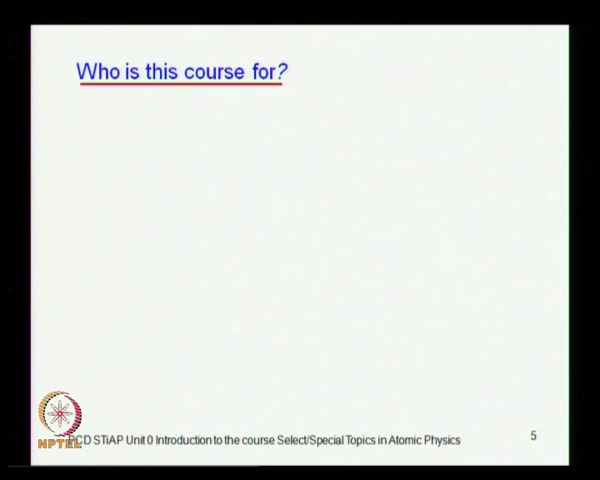 Who is this course for?
NPTEL
PCD STiAP Unit 0 Introduction to the course Select/Special Topics in Atomic Physics
5